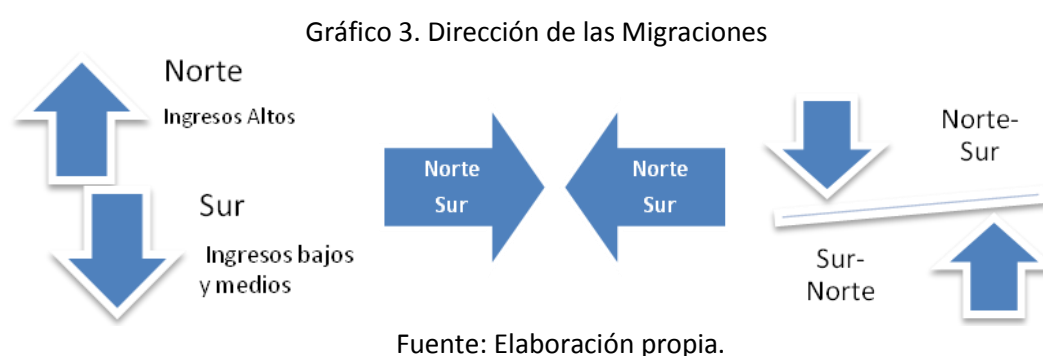 Gráfico 3. Dirección de las Migraciones
Norte
Ingresos Altos
Sur
Ingresos bajos
y medios
Norte
Sur
Norte
Sur
Norte-
Sur
Sur-
Norte
Fuente: Elaboración propia.